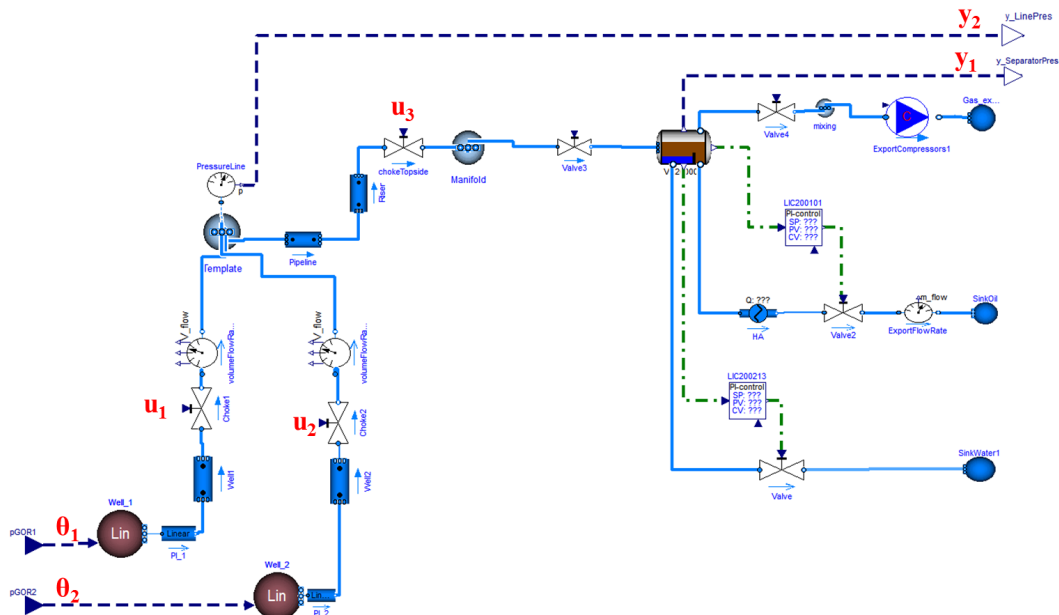 y₂
y_LinePres
y₁
y_SeparatorPres
u₃
Valve4
mixing
C
Gas_ex...
ExportCompressors1
PressureLine
p
chokeTopside
Manifold
Valve3
Riser
LIC200101
PI-control
SP: ???
PV: ???
CV: ???
Template
Pipeline
V_flow
volumeFlowRa...
V_flow
volumeFlowRa...
Q: ???
HA
Valve2
m_flow
ExportFlowRate
SinkOil
u₁
Choke1
u₂
Choke2
LIC200213
PI-control
SP: ???
PV: ???
CV: ???
Well1
Well2
Valve
SinkWater1
pGOR1
θ₁
Well_1
Lin
Linear
PI_1
pGOR2
θ₂
Well_2
Lin
Lin...
PI_2